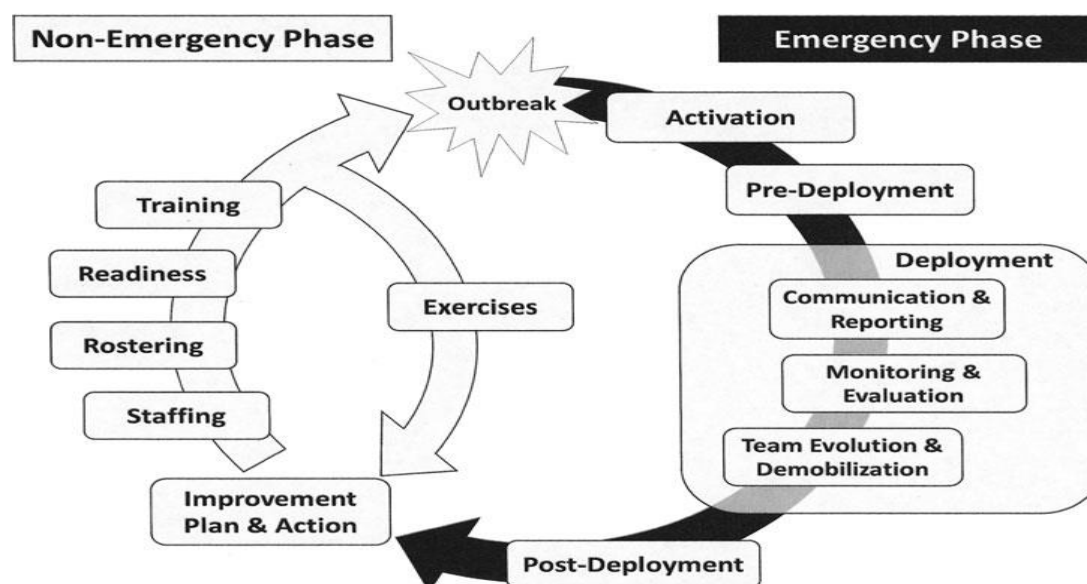 Non-Emergency Phase
Emergency Phase
Outbreak
Activation
Pre-Deployment
Deployment
Communication &
Reporting
Monitoring &
Evaluation
Team Evolution &
Demobilization
Post-Deployment
Improvement
Plan & Action
Staffing
Rostering
Readiness
Training
Exercises